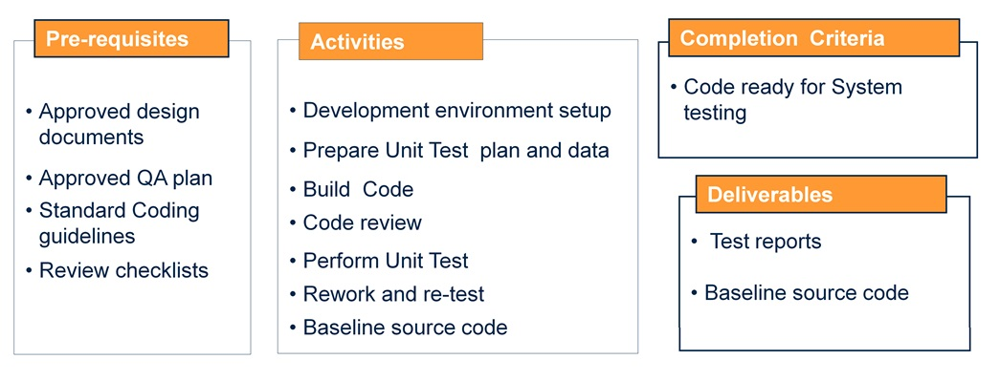 Pre-requisites
• Approved design
documents
• Approved QA plan
• Standard Coding
guidelines
• Review checklists
Activities
• Development environment setup
• Prepare Unit Test plan and data
• Build Code
• Code review
• Perform Unit Test
• Rework and re-test
• Baseline source code
Completion Criteria
• Code ready for System
testing
Deliverables
• Test reports
• Baseline source code